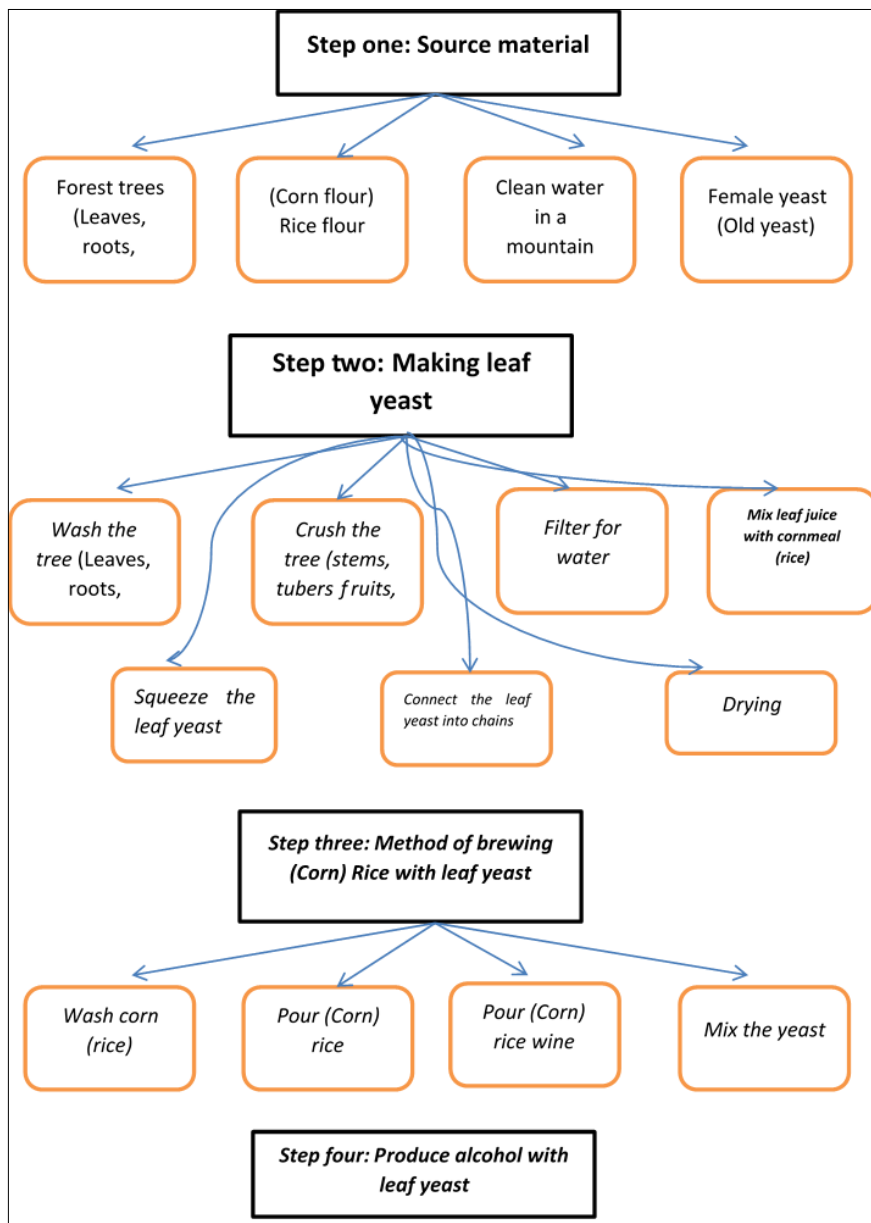 Step one: Source material
Forest trees
(Leaves,
roots,
(Corn flour)
Rice flour
Clean water
in a
mountain
Female yeast
(Old yeast)
Step two: Making leaf
yeast
Wash the
tree (Leaves,
roots,
Crush the
tree (stems,
tubers fruits,
Filter for
water
Mix leaf juice
with cornmeal
(rice)
Squeeze the
leaf yeast
Connect the leaf
yeast into chains
Drying
Step three: Method of brewing
(Corn) Rice with leaf yeast
Wash corn
(rice)
Pour (Corn)
rice
Pour (Corn)
rice wine
Mix the yeast
Step four: Produce alcohol with
leaf yeast